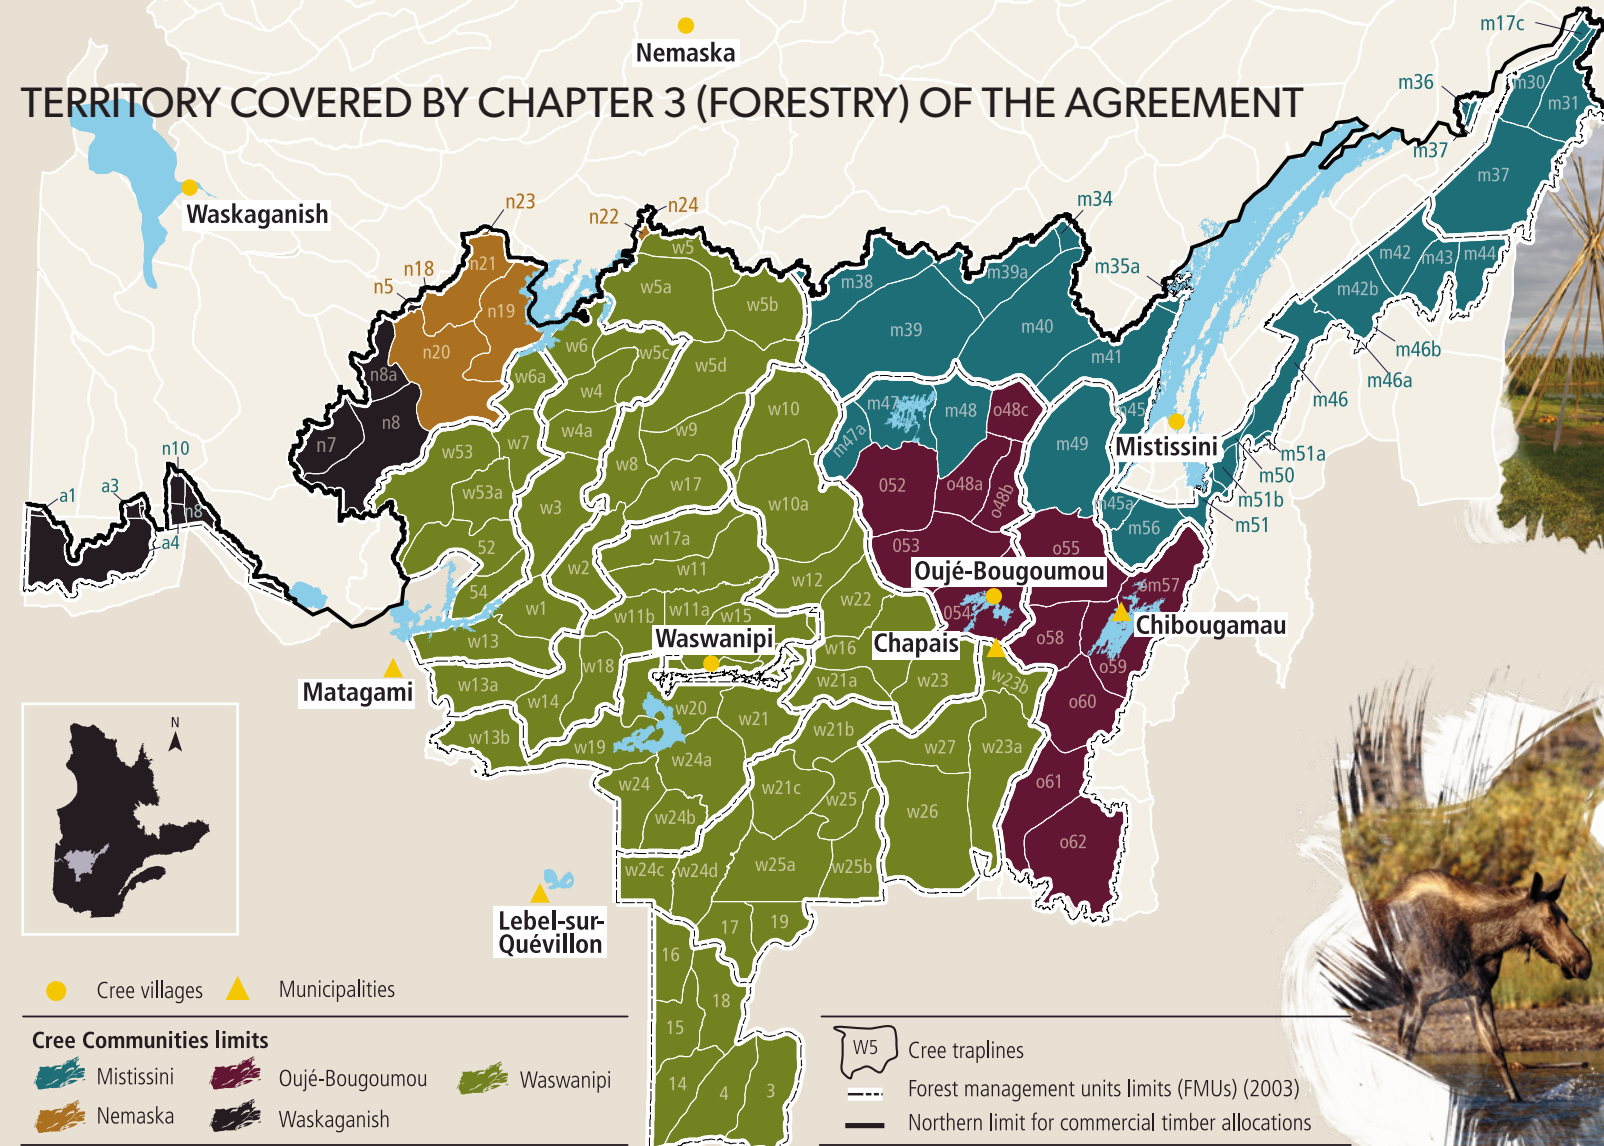 Nemaska
TERRITORY COVERED BY CHAPTER 3 (FORESTRY) OF THE AGREEMENT
m17c
m36
m30
m31
m37
m37
Waskaganish
n23
n22
n24
m34
w5
n21
n18
n5
m35a
m39a
m38
m42
m43
m44
w5a
w5b
m42b
n19
m39
m40
n20
w6
w5c
w5d
m41
m46b
m46a
m46
n8a
w6a
w4
w10
m47
m48
o48c
m45
n7
n8
w7
w4a
w9
m47a
m49
Mistissini
m51a
m50
w53
w8
n10
a3
a1
w53a
w17
052
o48a
o48b
m51b
m51
w3
w10a
m45a
m56
n8
a4
52
w17a
053
o55
w2
w11
w12
Oujé-Bougoumou
54
w1
w11b
w11a
w15
w22
054
om57
w13
Waswanipi
w16
Chapais
o58
Chibougamau
w18
w21a
w23
w23b
o59
Matagami
w13a
w14
w20
w21
w21b
o60
w13b
w19
w24a
w27
w23a
N
w24
w21c
w25
o61
w24b
w26
o62
w24c
w24d
w25a
w25b
Lebel-sur-
Quévillon
17
19
16
18
15
14
4
3
Cree villages
Municipalities
Cree Communities limits
Mistissini
Oujé-Bougoumou
Waswanipi
Nemaska
Waskaganish
W5
Cree traplines
Forest management units limits (FMUs) (2003)
Northern limit for commercial timber allocations